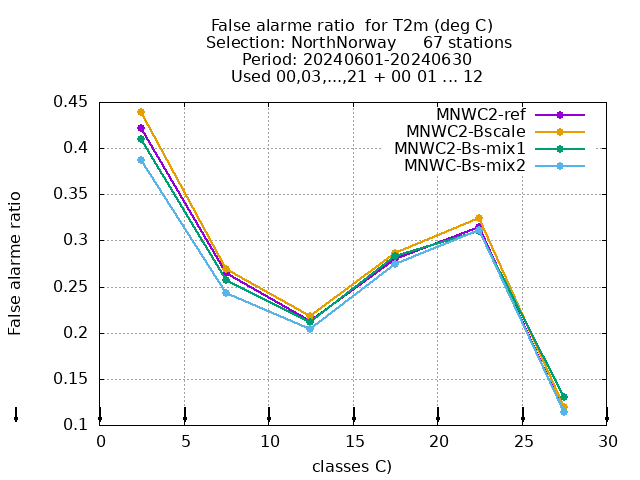 False alarme ratio  for T2m (deg C)
Selection: NorthNorway     67 stations
Period: 20240601-20240630
Used 00,03,...,21 + 00 01 ... 12
MNWC2-ref
MNWC2-Bscale
MNWC2-Bs-mix1
MNWC-Bs-mix2
False alarme ratio
0.45
0.4
0.35
0.3
0.25
0.2
0.15
0.1
0 5 10 15 20 25 30
classes C)